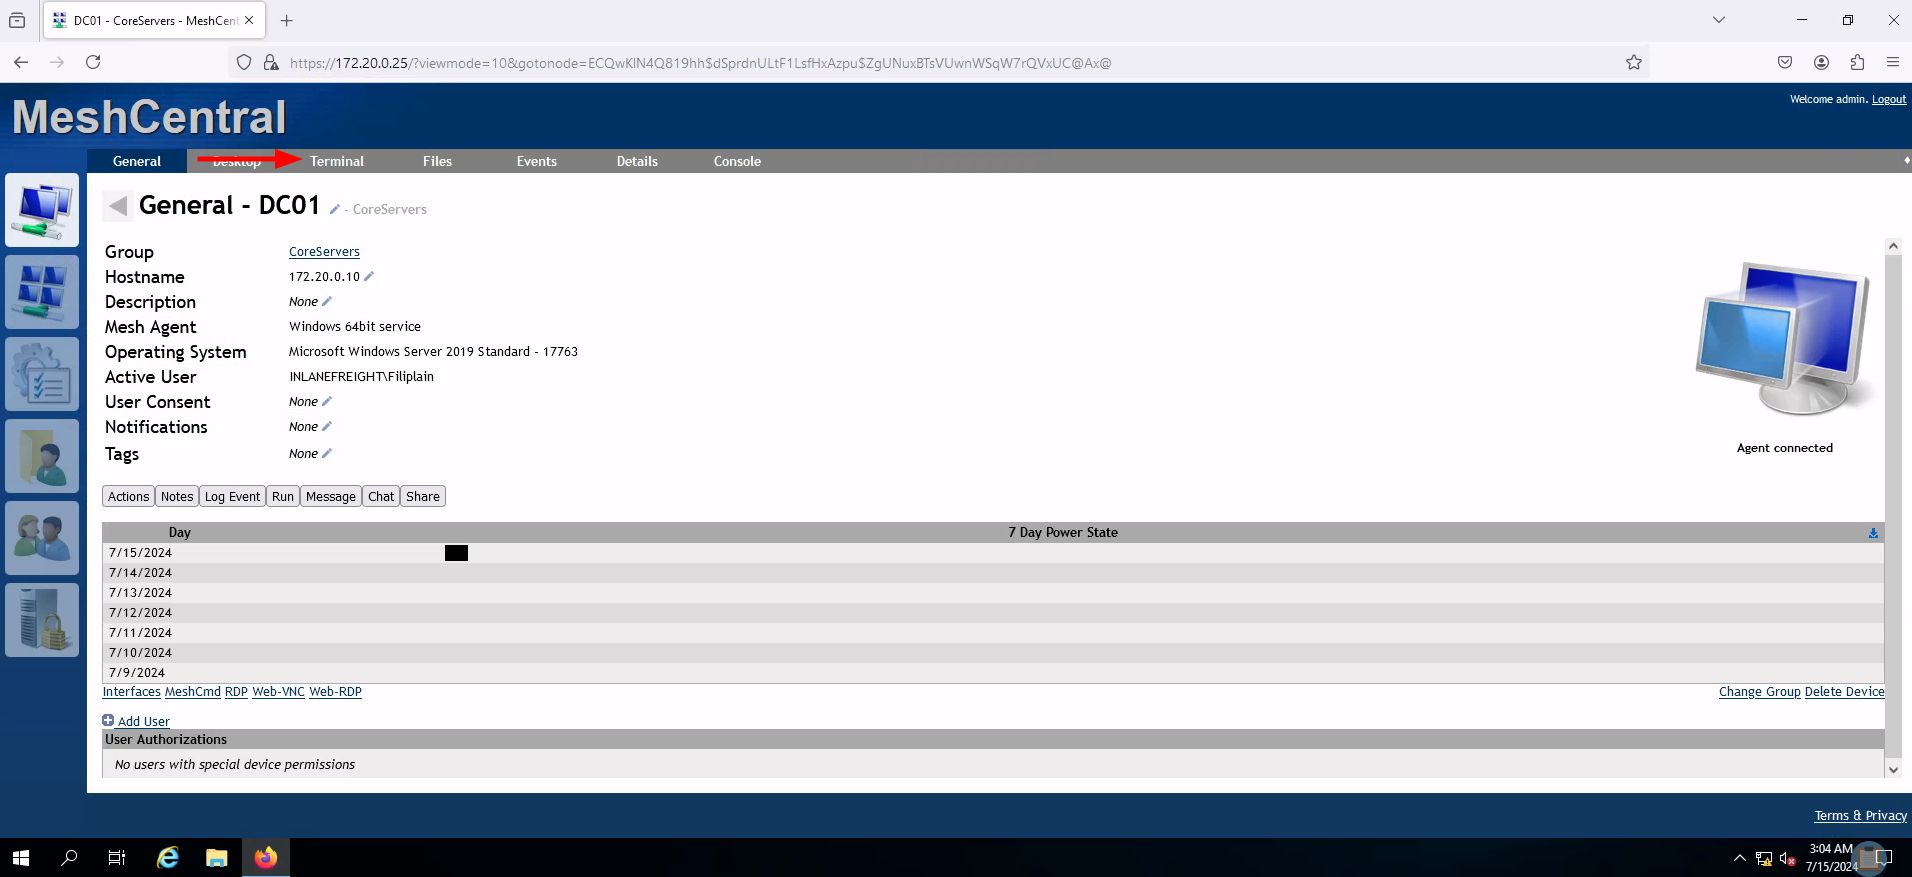 DC01 - CoreServers - MeshCent
https://172.20.0.25/?viewmode=10&gotonode=ECQwKlN4Q819hh$dSprdnULtF1LsfHxAzpu$ZgUNuxBTsVUwnWSqW7rQVxUC@Ax@
MeshCentral
Welcome admin. Logout
General Desktop Terminal Files Events Details Console
General - DC01 - CoreServers
Group CoreServers
Hostname 172.20.0.10
Description None
Mesh Agent Windows 64bit service
Operating System Microsoft Windows Server 2019 Standard - 17763
Active User INLANEFREIGHT\Filiplain
User Consent None
Notifications None
Tags None
Agent connected
Actions Notes Log Event Run Message Chat Share
Day 7 Day Power State
7/15/2024
7/14/2024
7/13/2024
7/12/2024
7/11/2024
7/10/2024
7/9/2024
Interfaces MeshCmd RDP Web-VNC Web-RDP Change Group Delete Device
Add User
User Authorizations
No users with special device permissions
Terms & Privacy
3:04 AM
7/15/2024